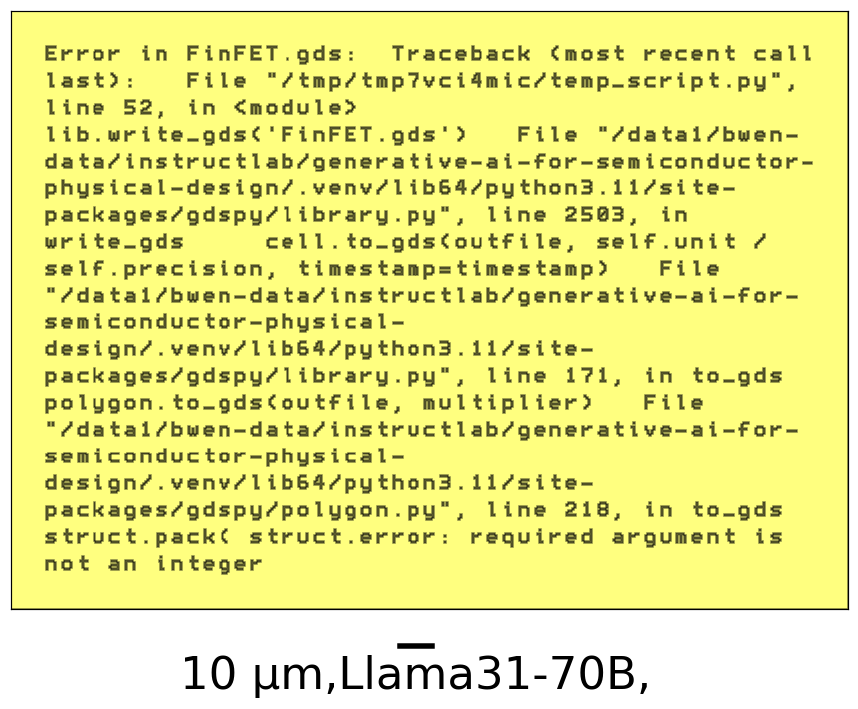 Error in FinFET.gds:  Traceback (most recent call
last):   File "/tmp/tmp7vci4mic/temp_script.py",
line 52, in <module>
lib.write_gds('FinFET.gds')   File "/data1/bwen-
data/instructlab/generative-ai-for-semiconductor-
physical-design/.venv/lib64/python3.11/site-
packages/gdspy/library.py", line 2503, in
write_gds     cell.to_gds(outfile, self.unit /
self.precision, timestamp=timestamp)   File
"/data1/bwen-data/instructlab/generative-ai-for-
semiconductor-physical-
design/.venv/lib64/python3.11/site-
packages/gdspy/library.py", line 171, in to_gds
polygon.to_gds(outfile, multiplier)   File
"/data1/bwen-data/instructlab/generative-ai-for-
semiconductor-physical-
design/.venv/lib64/python3.11/site-
packages/gdspy/polygon.py", line 218, in to_gds
struct.pack( struct.error: required argument is
not an integer
10 μm,Llama31-70B,